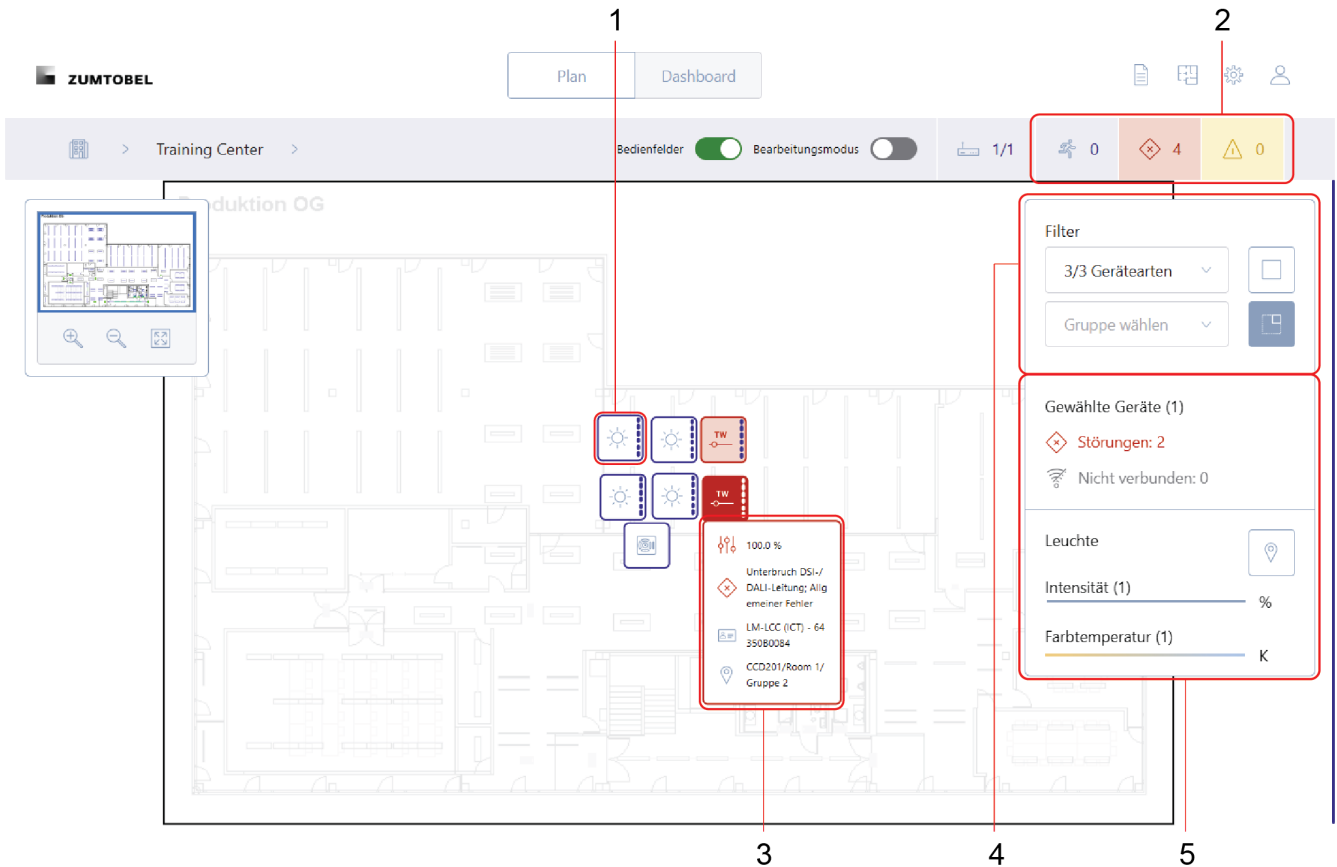 1
2
ZUMTOBEL
Plan
Dashboard
Training Center
Bedienfelder
Bearbeitungsmodus
1/1
0
4
0
Produktion OG
Filter
3/3 Gerätearten
Gruppe wählen
Gewählte Geräte (1)
Störungen: 2
Nicht verbunden: 0
TW
TW
100.0 %
Unterbruch DSI-/
DALI-Leitung; Allg
emeiner Fehler
LM-LCC (ICT) - 64
350B0084
CCD201/Room 1/
Gruppe 2
Leuchte
Intensität (1)
%
Farbtemperatur (1)
K
3
4
5